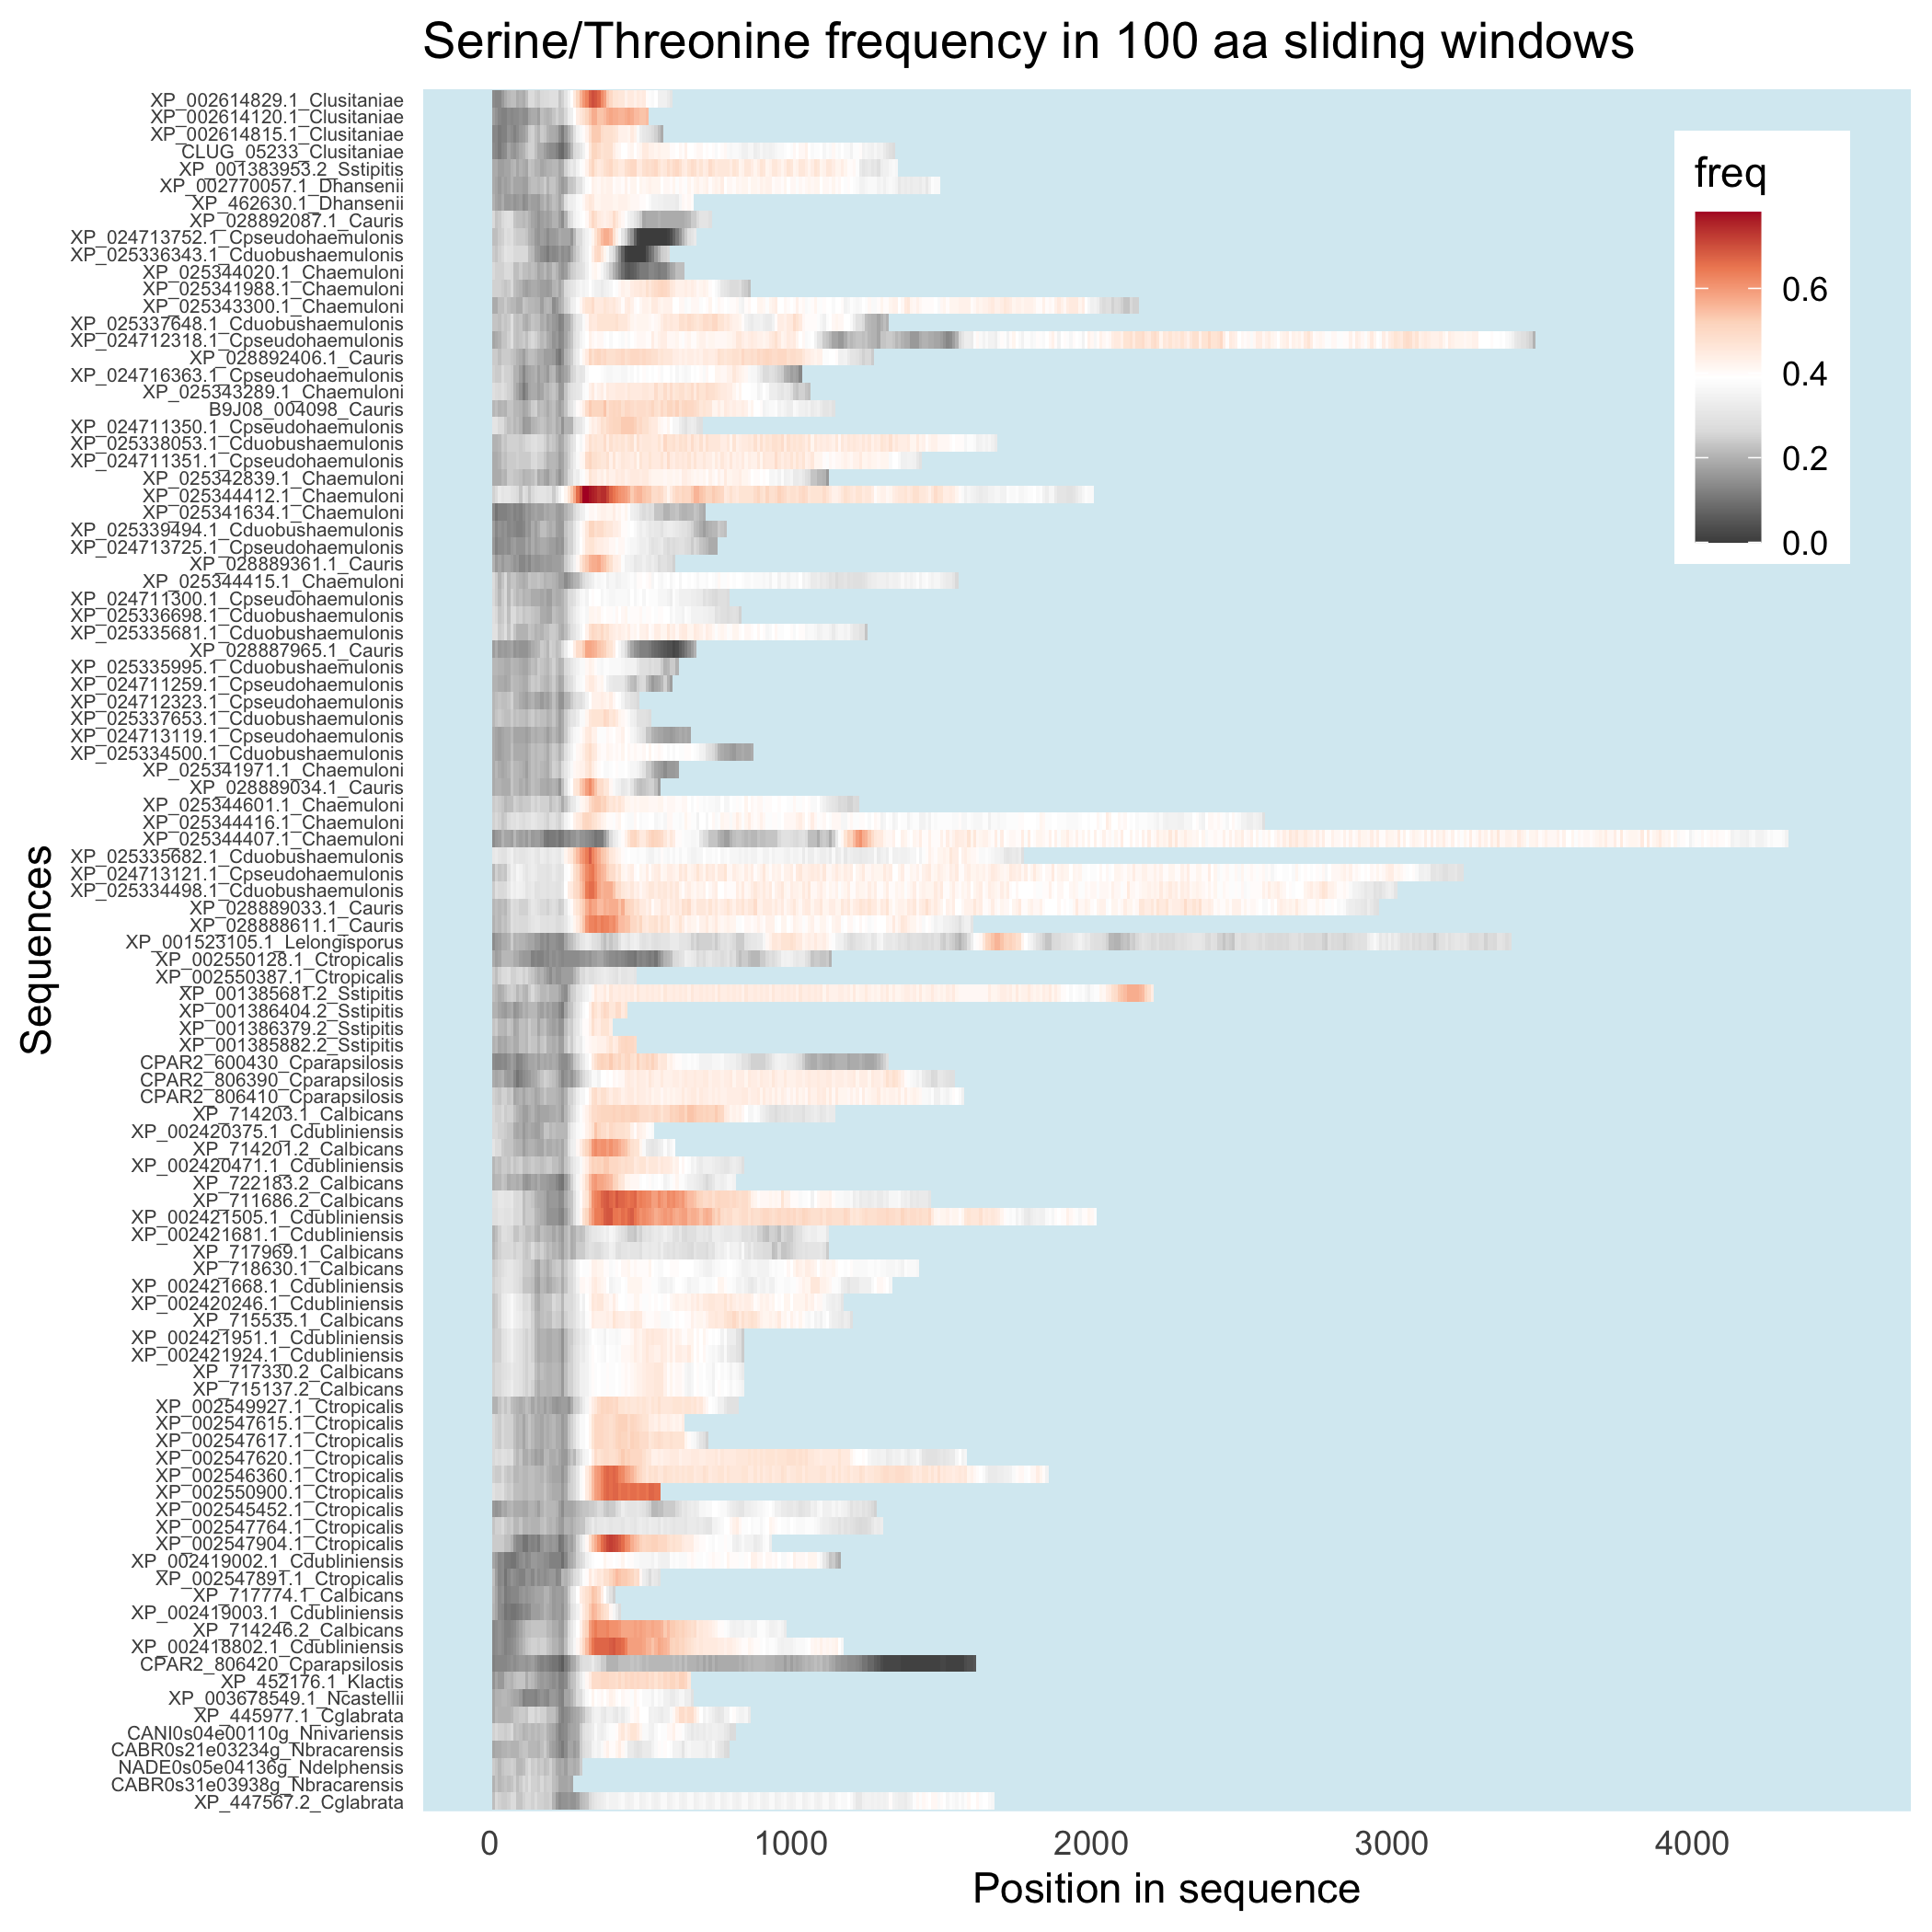 Serine/Threonine frequency in 100 aa sliding windows
XP_002614829.1_Clusitaniae
XP_002614120.1_Clusitaniae
XP_002614815.1_Clusitaniae
CLUG_05233_Clusitaniae
XP_001383953.2_Sstipitis
XP_002770057.1_Dhansenii
XP_462630.1_Dhansenii
XP_028892087.1_Cauris
XP_024713752.1_Cpseudohaemulonis
XP_025336343.1_Cduobushaemulonis
XP_025344020.1_Chaemuloni
XP_025341988.1_Chaemuloni
XP_025343300.1_Chaemuloni
XP_025337648.1_Cduobushaemulonis
XP_024712318.1_Cpseudohaemulonis
XP_028892406.1_Cauris
XP_024716363.1_Cpseudohaemulonis
XP_025343289.1_Chaemuloni
B9J08_004098_Cauris
XP_024711350.1_Cpseudohaemulonis
XP_025338053.1_Cduobushaemulonis
XP_024711351.1_Cpseudohaemulonis
XP_025342839.1_Chaemuloni
XP_025344412.1_Chaemuloni
XP_025341634.1_Chaemuloni
XP_025339494.1_Cduobushaemulonis
XP_024713725.1_Cpseudohaemulonis
XP_028889361.1_Cauris
XP_025344415.1_Chaemuloni
XP_024711300.1_Cpseudohaemulonis
XP_025336698.1_Cduobushaemulonis
XP_025335681.1_Cduobushaemulonis
XP_028887965.1_Cauris
XP_025335995.1_Cduobushaemulonis
XP_024711259.1_Cpseudohaemulonis
XP_024712323.1_Cpseudohaemulonis
XP_025337653.1_Cduobushaemulonis
XP_024713119.1_Cpseudohaemulonis
XP_025334500.1_Cduobushaemulonis
XP_025341971.1_Chaemuloni
XP_028889034.1_Cauris
XP_025344601.1_Chaemuloni
XP_025344416.1_Chaemuloni
XP_025344407.1_Chaemuloni
XP_025335682.1_Cduobushaemulonis
XP_024713121.1_Cpseudohaemulonis
XP_025334498.1_Cduobushaemulonis
XP_028889033.1_Cauris
XP_028888611.1_Cauris
XP_001523105.1_Lelongisporus
XP_002550128.1_Ctropicalis
XP_002550387.1_Ctropicalis
XP_001385681.2_Sstipitis
XP_001386404.2_Sstipitis
XP_001386379.2_Sstipitis
XP_001385882.2_Sstipitis
CPAR2_600430_Cparapsilosis
CPAR2_806390_Cparapsilosis
CPAR2_806410_Cparapsilosis
XP_714203.1_Calbicans
XP_002420375.1_Cdubliniensis
XP_714201.2_Calbicans
XP_002420471.1_Cdubliniensis
XP_722183.2_Calbicans
XP_711686.2_Calbicans
XP_002421505.1_Cdubliniensis
XP_002421681.1_Cdubliniensis
XP_717969.1_Calbicans
XP_718630.1_Calbicans
XP_002421668.1_Cdubliniensis
XP_002420246.1_Cdubliniensis
XP_715535.1_Calbicans
XP_002421951.1_Cdubliniensis
XP_002421924.1_Cdubliniensis
XP_717330.2_Calbicans
XP_715137.2_Calbicans
XP_002549927.1_Ctropicalis
XP_002547615.1_Ctropicalis
XP_002547617.1_Ctropicalis
XP_002547620.1_Ctropicalis
XP_002546360.1_Ctropicalis
XP_002550900.1_Ctropicalis
XP_002545452.1_Ctropicalis
XP_002547764.1_Ctropicalis
XP_002547904.1_Ctropicalis
XP_002419002.1_Cdubliniensis
XP_002547891.1_Ctropicalis
XP_717774.1_Calbicans
XP_002419003.1_Cdubliniensis
XP_714246.2_Calbicans
XP_002418802.1_Cdubliniensis
CPAR2_806420_Cparapsilosis
XP_452176.1_Klactis
XP_003678549.1_Ncastellii
XP_445977.1_Cglabrata
CANI0s04e00110g_Nnivariensis
CABR0s21e03234g_Nbracarensis
NADE0s05e04136g_Ndelphensis
CABR0s31e03938g_Nbracarensis
XP_447567.2_Cglabrata
Sequences
freq
0.6
0.4
0.2
0.0
0 1000 2000 3000 4000
Position in sequence